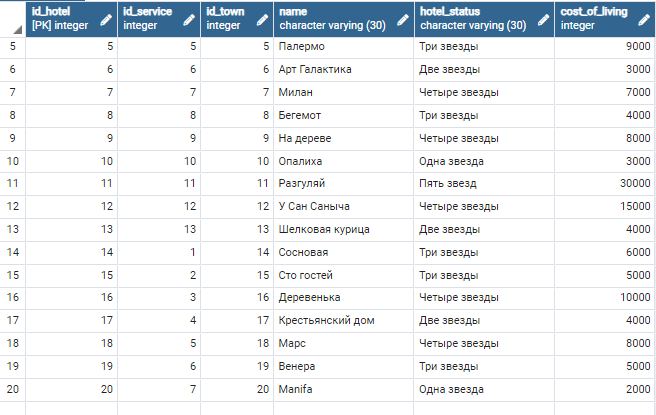 id_hotel id_service id_town name hotel_status cost_of_living
[PK] integer integer integer character varying (30) character varying (30) integer
5 5 5 5 Палермо Три звезды 9000
6 6 6 6 Арт Галактика Две звезды 3000
7 7 7 7 Милан Четыре звезды 7000
8 8 8 8 Бегемот Три звезды 4000
9 9 9 9 На дереве Четыре звезды 8000
10 10 10 10 Опалиха Одна звезда 3000
11 11 11 11 Разгуляй Пять звезд 30000
12 12 12 12 У Сан Саныча Четыре звезды 15000
13 13 13 13 Шелковая курица Две звезды 4000
14 14 1 14 Сосновая Три звезды 6000
15 15 2 15 Сто гостей Три звезды 5000
16 16 3 16 Деревенька Четыре звезды 10000
17 17 4 17 Крестьянский дом Две звезды 4000
18 18 5 18 Марс Четыре звезды 8000
19 19 6 19 Венера Три звезды 5000
20 20 7 20 Manifa Одна звезда 2000